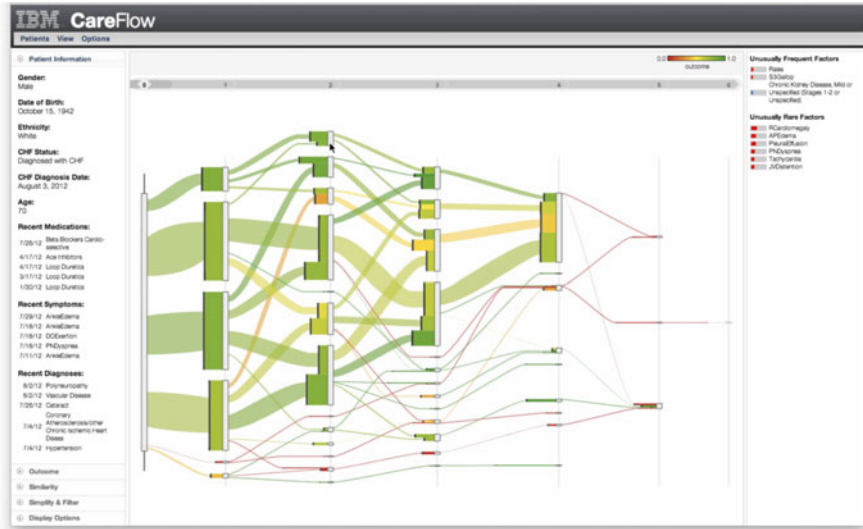 IBM CareFlow
Patients View Options
Patient Information
Gender:
Male
Date of Birth:
October 15, 1942
Ethnicity:
White
CHF Status:
Diagnosed with CHF
CHF Diagnosis Date:
August 3, 2012
Age:
70
Recent Medications:
7/26/12 Beta Blockers Cardio-
selective
4/17/12 Ace Inhibitors
4/17/12 Loop Diuretics
3/17/12 Loop Diuretics
1/30/12 Loop Diuretics
Recent Symptoms:
7/29/12 AnkleEdema
7/18/12 AnkleEdema
7/18/12 DOExertion
7/18/12 PNDyspnea
7/11/12 AnkleEdema
Recent Diagnoses:
8/2/12 Polyneuropathy
8/2/12 Vascular Disease
7/26/12 Cataract
7/4/12 Coronary
Atherosclerosis/other
Chronic Ischemic Heart
Disease
7/4/12 Hypertension
Outcome
Similarity
Simplify & Filter
Display Options
0.0 1.0
outcome
0 1 2 3 4 5 6
Unusually Frequent Factors
Rales
S3Gallop
Chronic Kidney Disease, Mild or
Unspecified (Stages 1-2 or
Unspecified)
Unusually Rare Factors
RCardiomegaly
APEdema
PleuralEffusion
PNDyspnea
Tachycardia
JVDistention